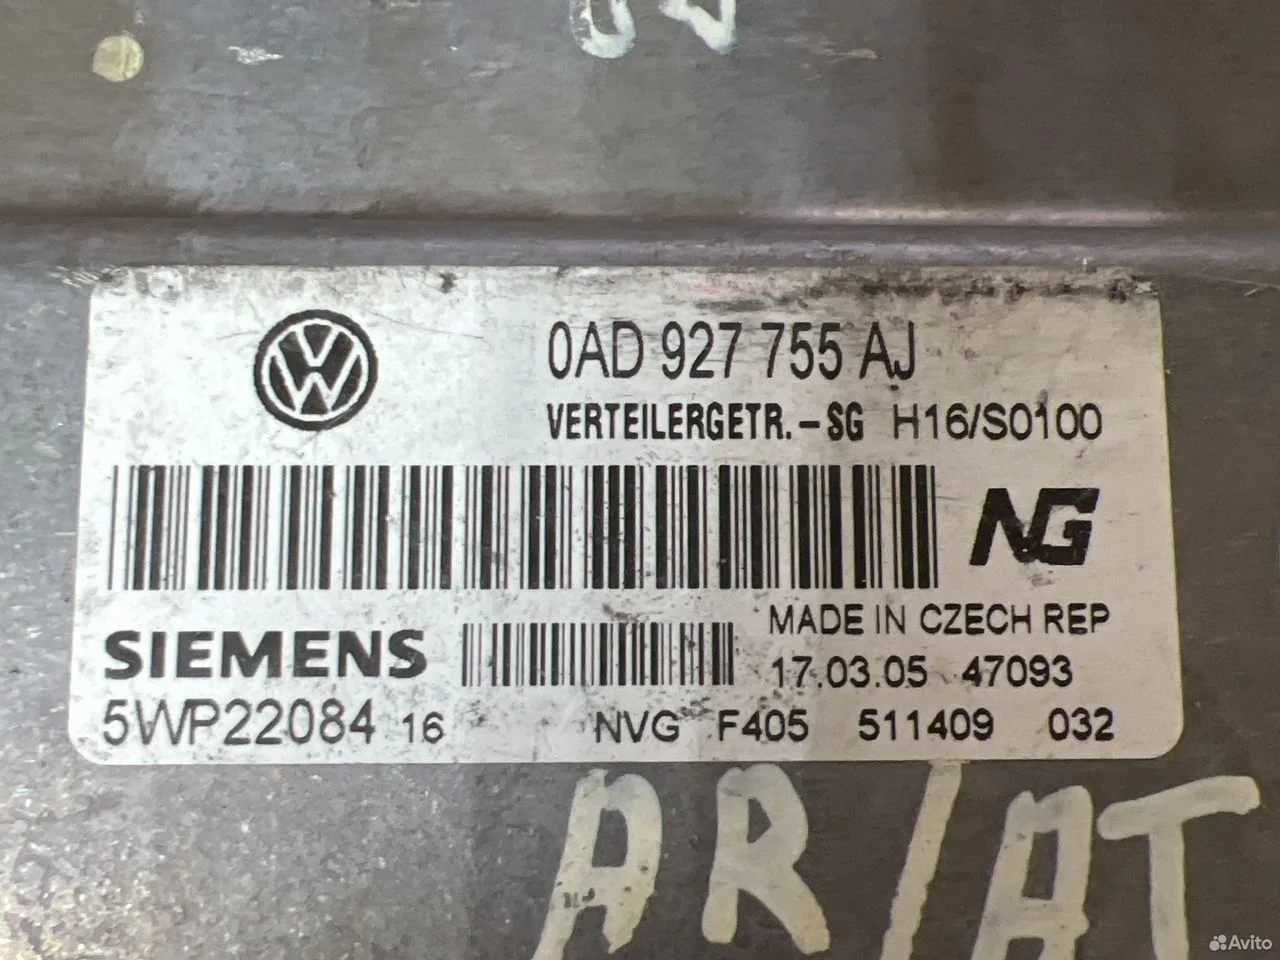 0AD 927 755 AJ
VERTEILERGETR.-SG H16/S0100
NG
MADE IN CZECH REP
SIEMENS
17.03.05 47093
5WP22084 16 NVG F405 511409 032
AR/AT
Avito